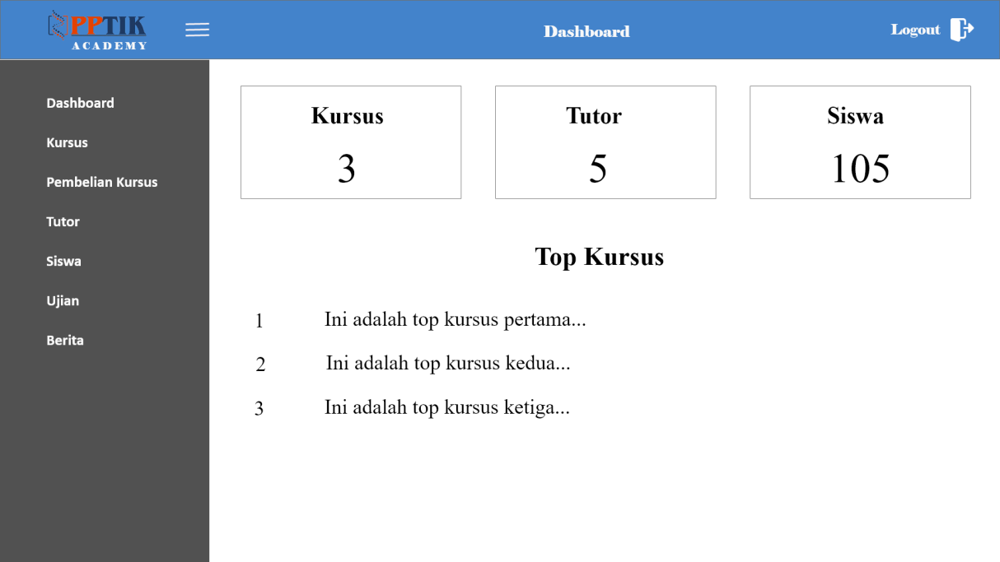 PPTIK
ACADEMY
Dashboard
Logout
Dashboard
Kursus
Pembelian Kursus
Tutor
Siswa
Ujian
Berita
Kursus
3
Tutor
5
Siswa
105
Top Kursus
1 Ini adalah top kursus pertama...
2 Ini adalah top kursus kedua...
3 Ini adalah top kursus ketiga...